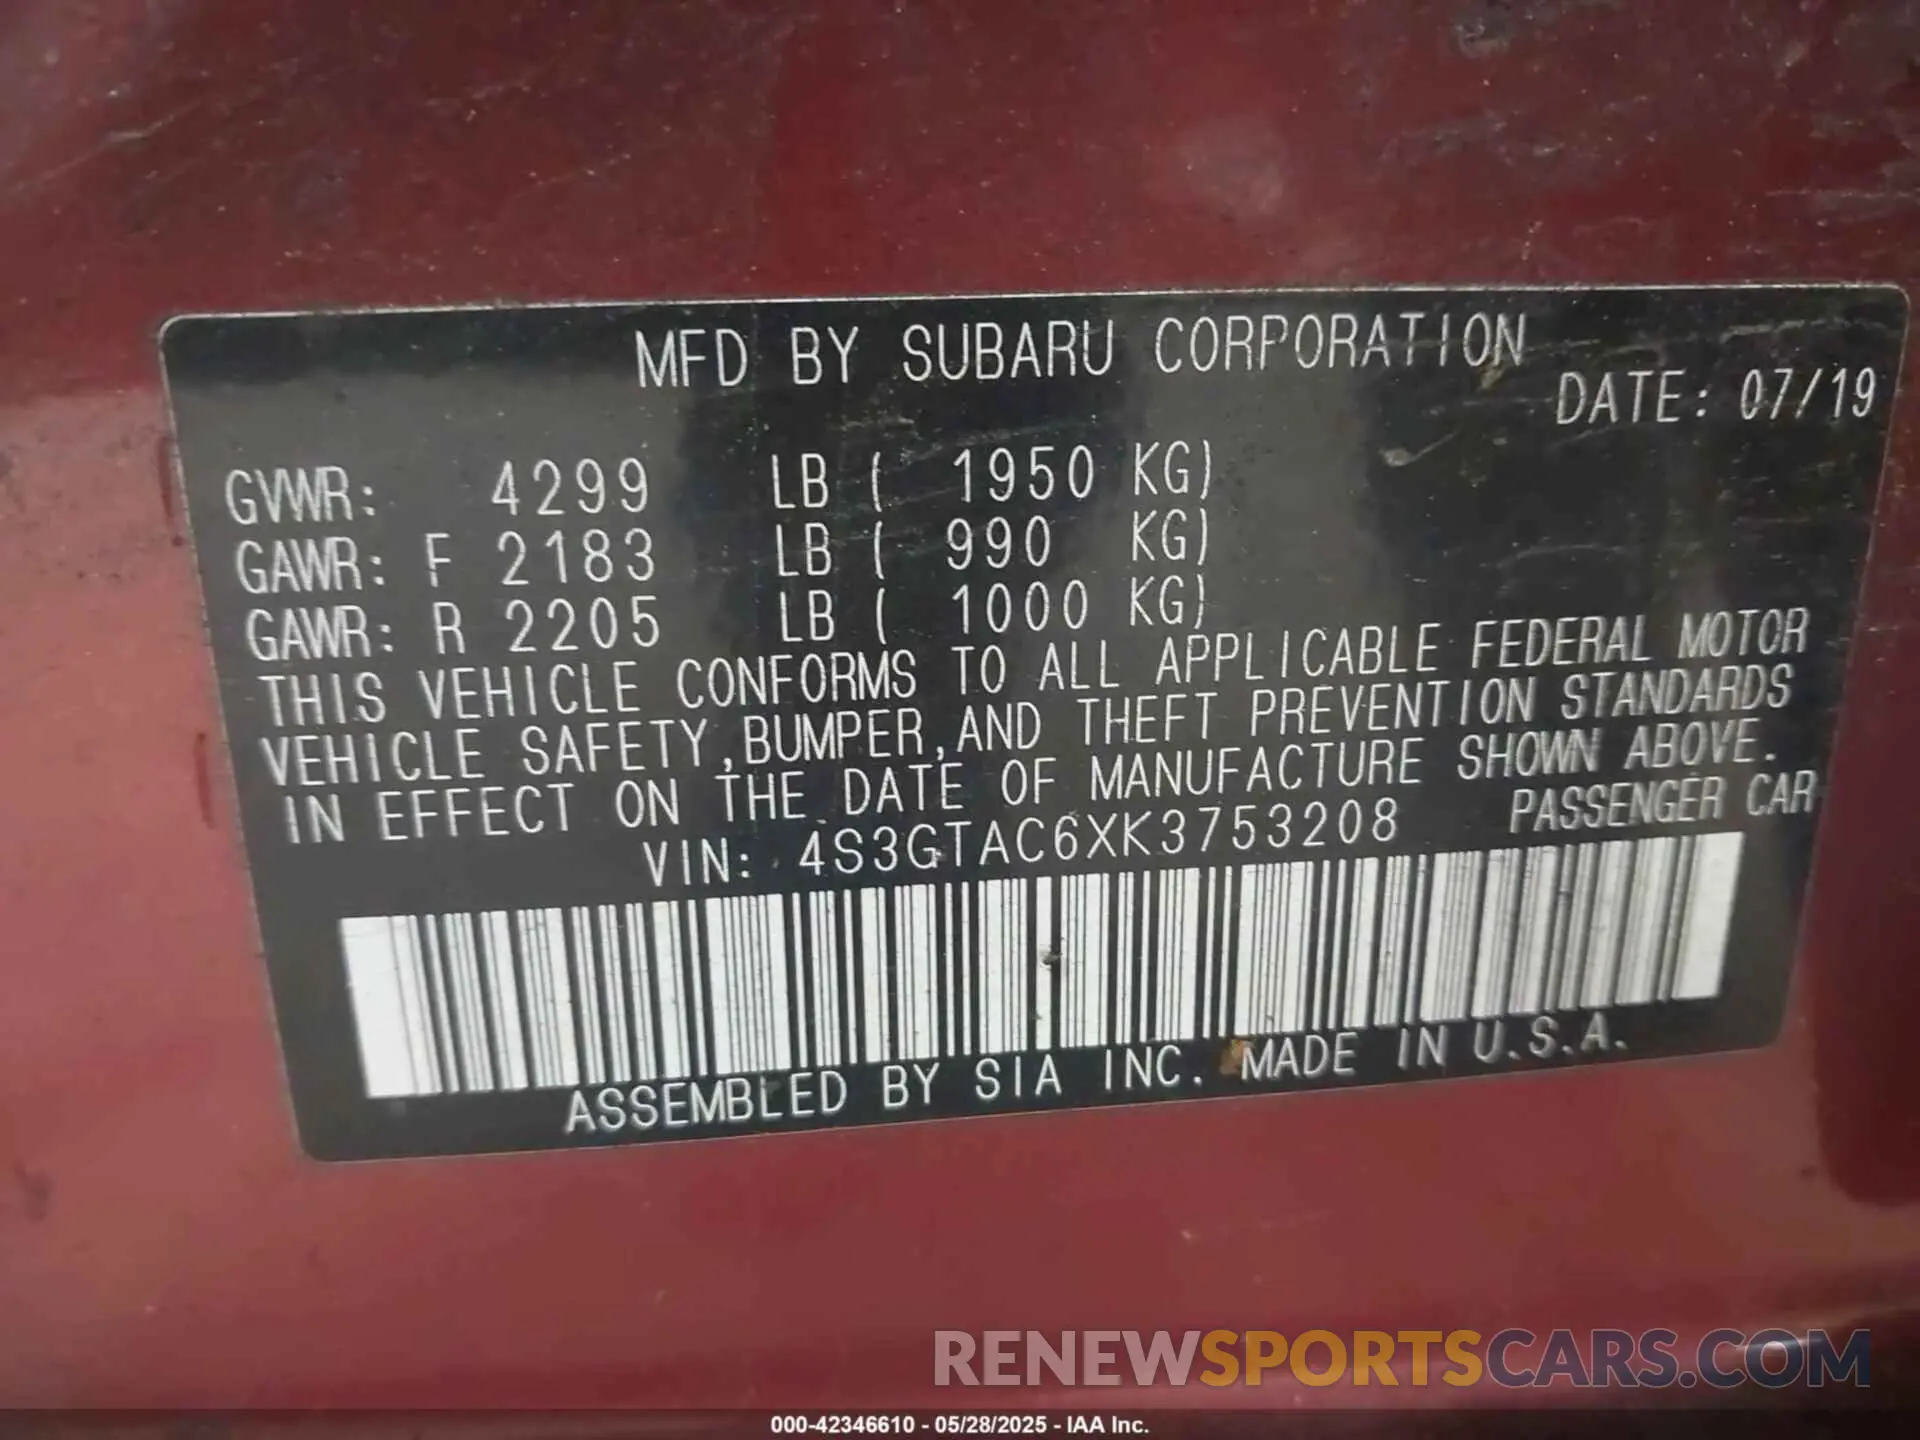 MFD BY SUBARU CORPORATION
DATE: 07/19
GVWR: 4299 LB ( 1950 KG)
GAWR: F 2183 LB ( 990 KG)
GAWR: R 2205 LB ( 1000 KG)
THIS VEHICLE CONFORMS TO ALL APPLICABLE FEDERAL MOTOR
VEHICLE SAFETY,BUMPER,AND THEFT PREVENTION STANDARDS
IN EFFECT ON THE DATE OF MANUFACTURE SHOWN ABOVE.
VIN: 4S3GTAC6XK3753208 PASSENGER CAR
ASSEMBLED BY SIA INC. MADE IN U.S.A.
RENEWSPORTSCARS.COM
000-42346610 - 05/28/2025 - IAA Inc.